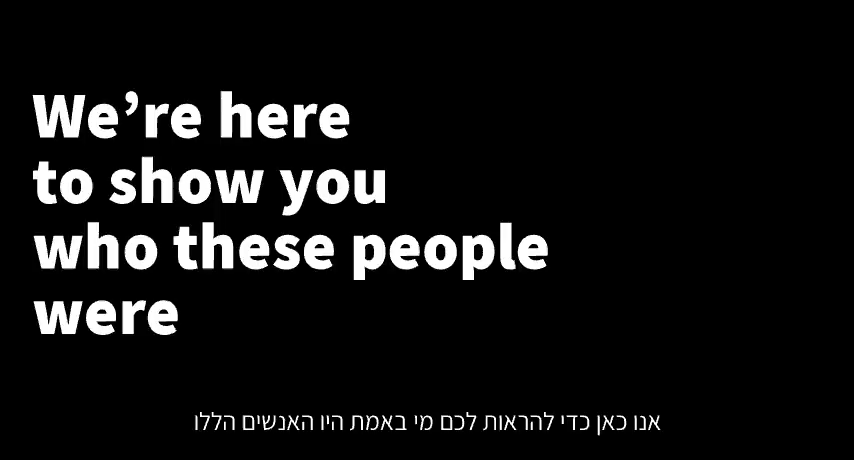 We’re here
to show you
who these people
were
אנו כאן כדי להראות לכם מי באמת היו האנשים הללו